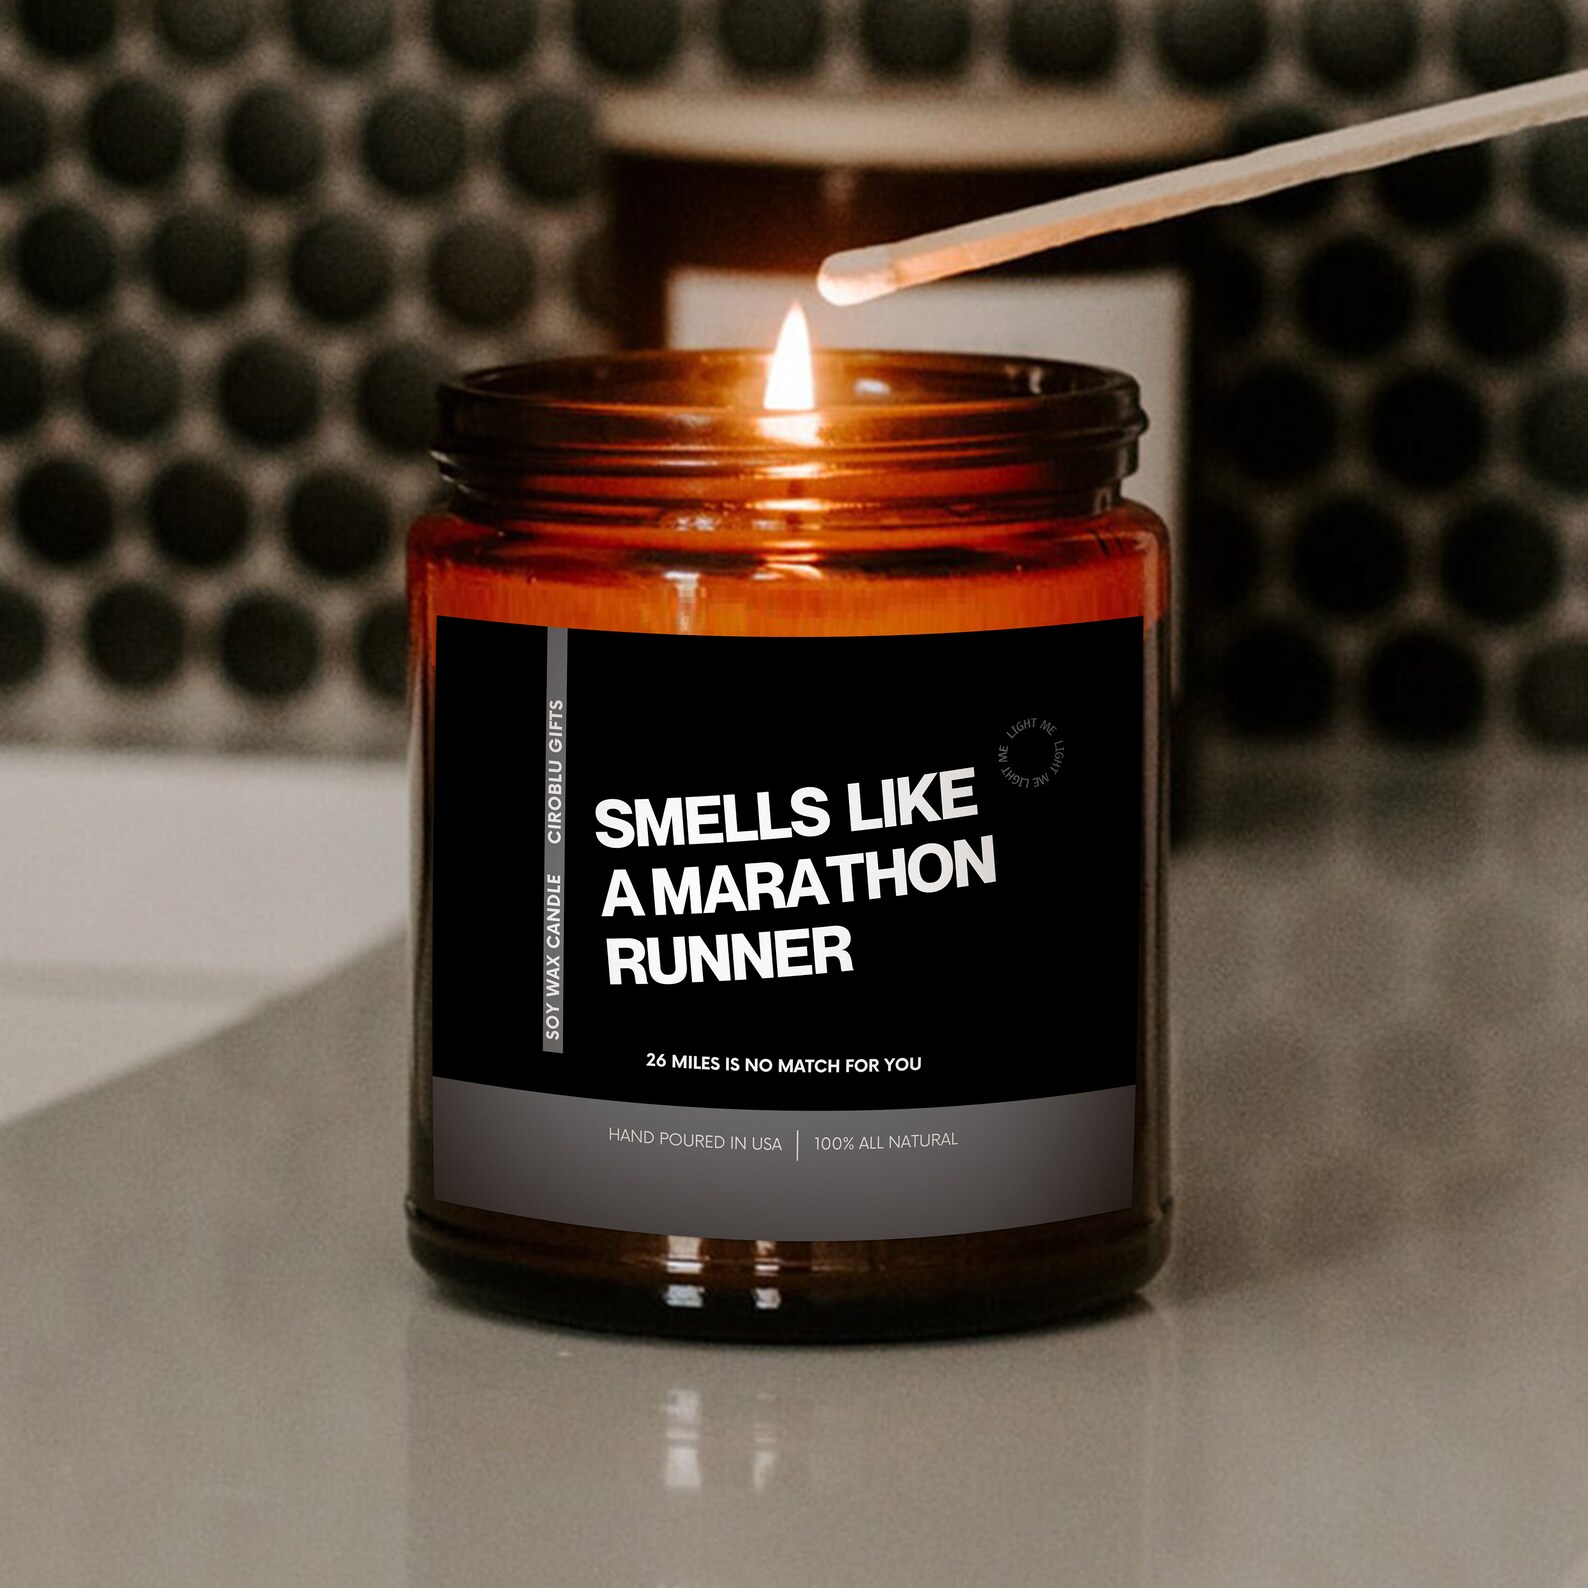 SOY WAX CANDLE CIROBLU GIFTS
LIGHT ME LIGHT ME LIGHT ME
SMELLS LIKE
A MARATHON
RUNNER
26 MILES IS NO MATCH FOR YOU
HAND POURED IN USA | 100% ALL NATURAL